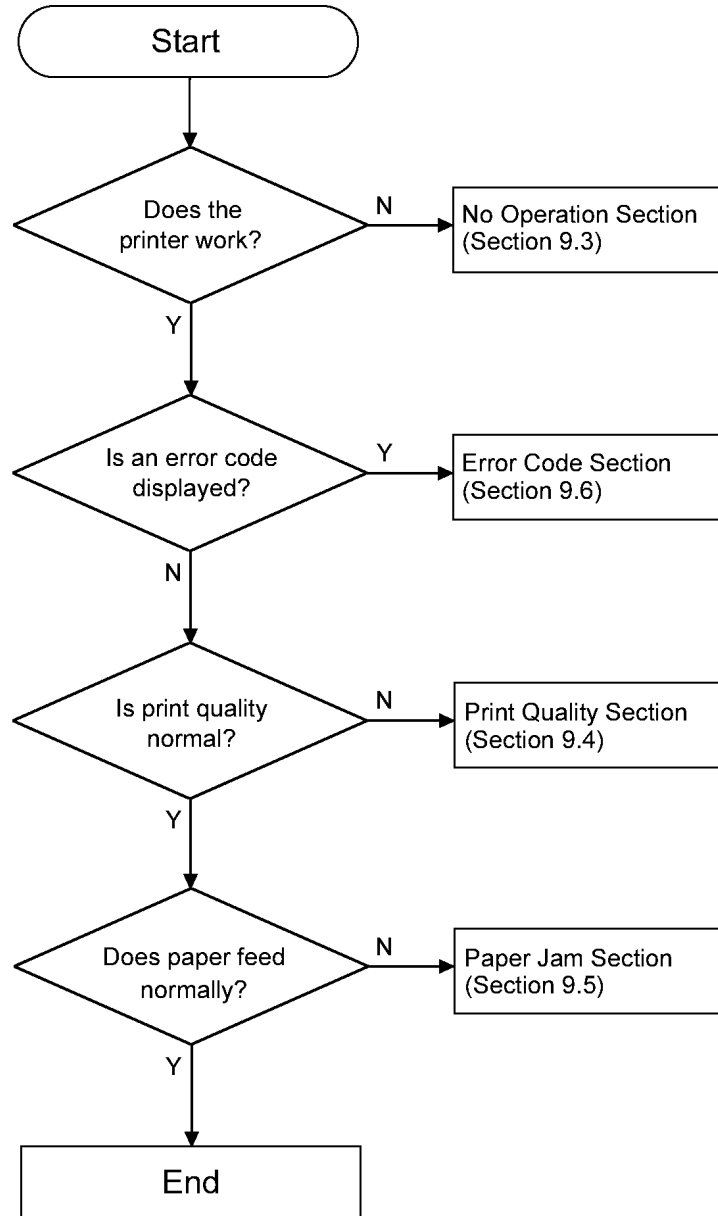 Start
Does the
printer work?
N
No Operation Section
(Section 9.3)
Y
Is an error code
displayed?
Y
Error Code Section
(Section 9.6)
N
Is print quality
normal?
N
Print Quality Section
(Section 9.4)
Y
Does paper feed
normally?
N
Paper Jam Section
(Section 9.5)
Y
End